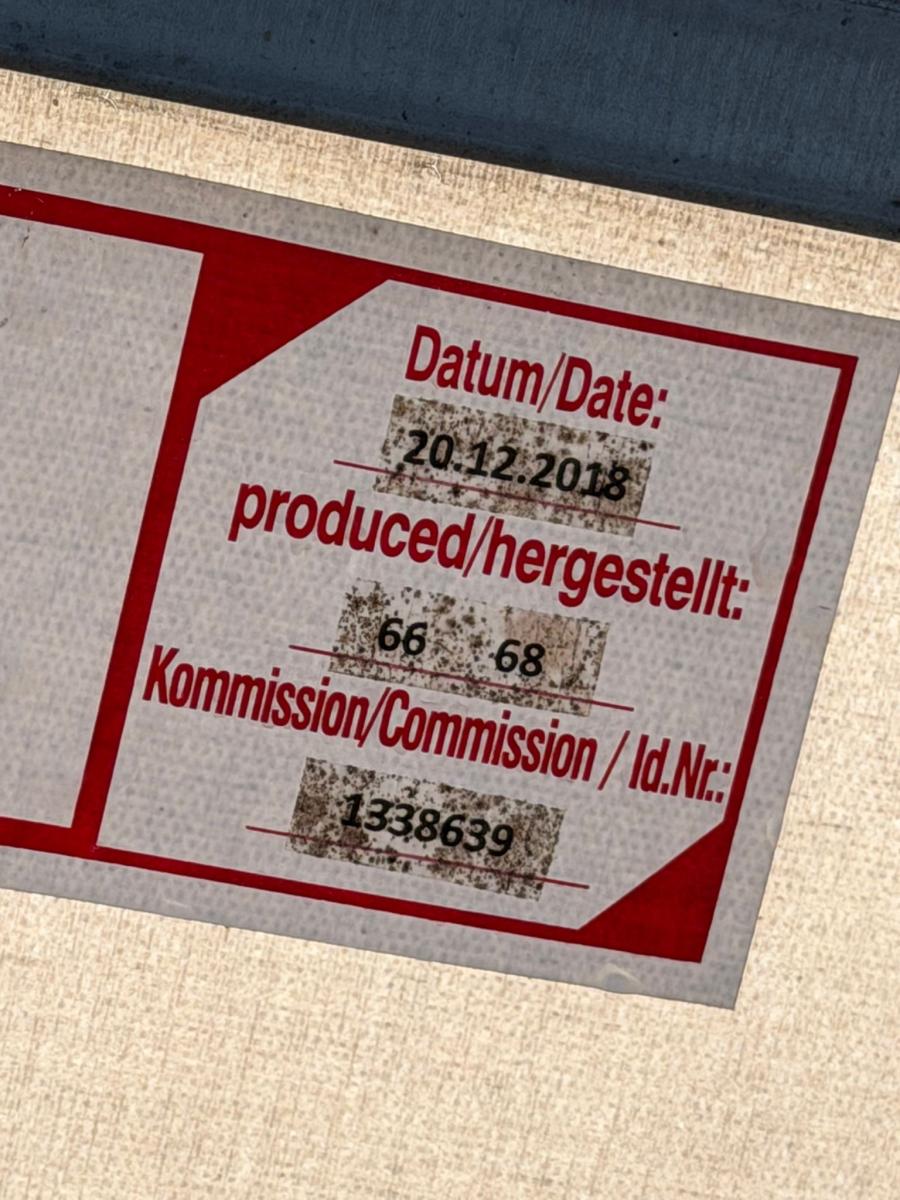 Datum/Date:
20.12.2018
produced/hergestellt:
66 68
Kommission/Commission / Id.Nr.:
1338639